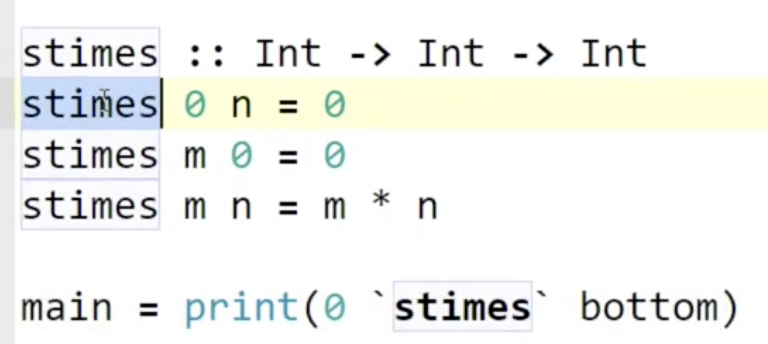 stimes :: Int -> Int -> Int
stimes 0 n = 0
stimes m 0 = 0
stimes m n = m * n
main = print(0 `stimes` bottom)